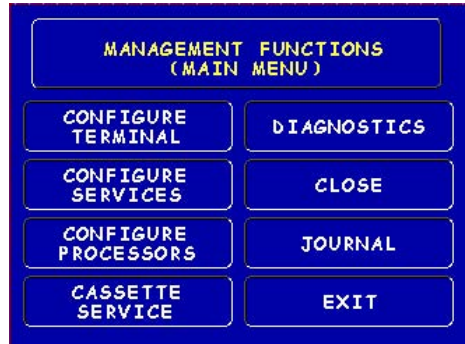 MANAGEMENT FUNCTIONS
(MAIN MENU)
CONFIGURE
TERMINAL
DIAGNOSTICS
CONFIGURE
SERVICES
CLOSE
CONFIGURE
PROCESSORS
JOURNAL
CASSETTE
SERVICE
EXIT